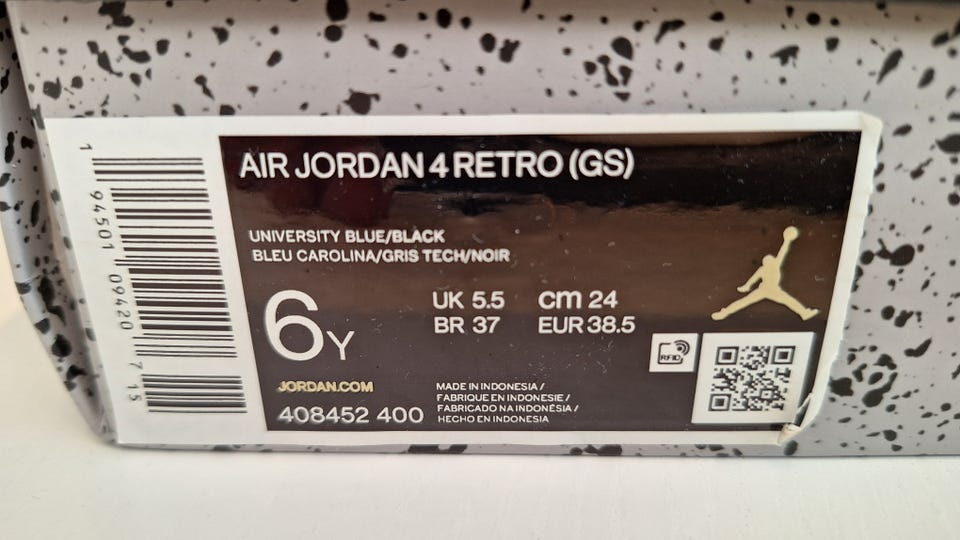 AIR JORDAN 4 RETRO (GS)
UNIVERSITY BLUE/BLACK
BLEU CAROLINA/GRIS TECH/NOIR
6Y
UK 5.5 cm 24
BR 37 EUR 38.5
RFID
JORDAN.COM
408452 400
MADE IN INDONESIA /
FABRIQUE EN INDONESIE /
FABRICADO NA INDONÉSIA /
HECHO EN INDONESIA
1 94501 09420 7 15